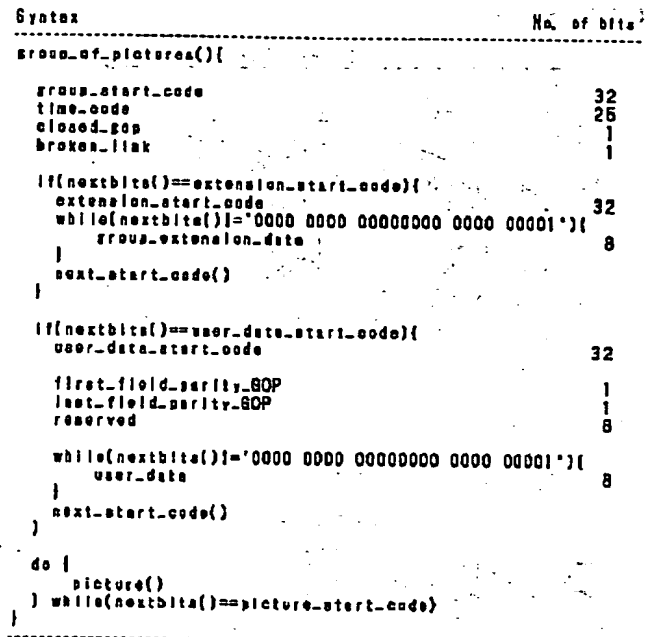 Syntax No. of bits
group_of_pictures(){
group_start_code 32
time_code 25
closed_gop 1
broken_link 1
if(nextbits()==extension_start_code){
extension_start_code 32
while(nextbits()!='0000 0000 00000000 0000 00001'){
group_extension_data 8
}
next_start_code()
}
if(nextbits()==user_data_start_code){
user_data_start_code 32
first_field_parity_GOP 1
last_field_parity_GOP 1
reserved 8
while(nextbits()!='0000 0000 00000000 0000 00001'){
user_data 8
}
next_start_code()
}
do {
picture()
} while(nextbits()==picture_start_code)
}